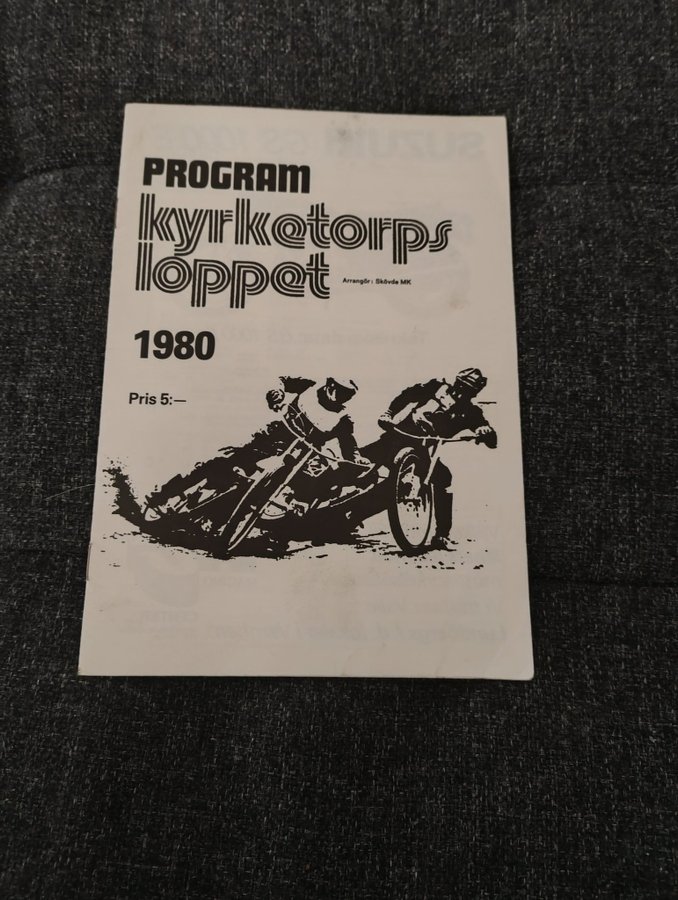 PROGRAM
kyrketorps
loppet
Arrangör: Skövde MK
1980
Pris 5:—